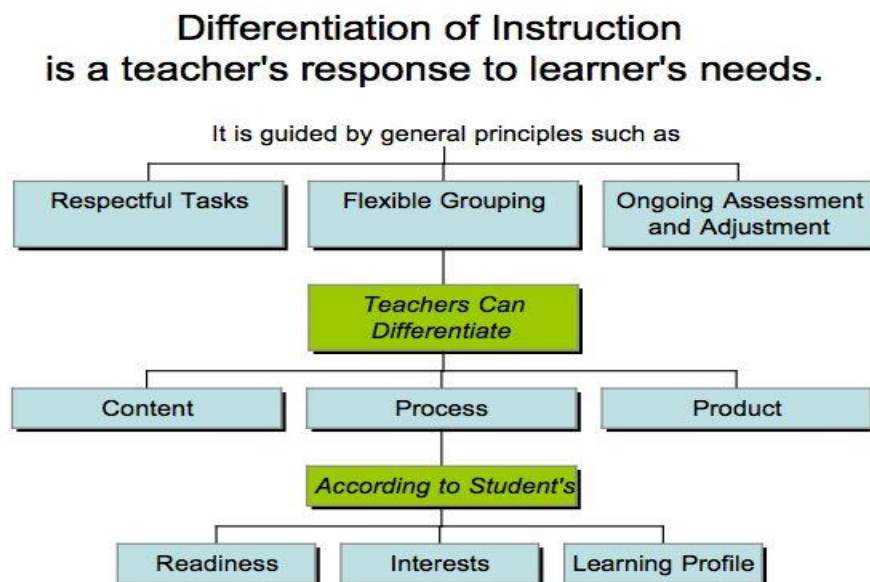 Differentiation of Instruction
is a teacher's response to learner's needs.
It is guided by general principles such as
Respectful Tasks
Flexible Grouping
Ongoing Assessment
and Adjustment
Teachers Can
Differentiate
Content
Process
Product
According to Student's
Readiness
Interests
Learning Profile